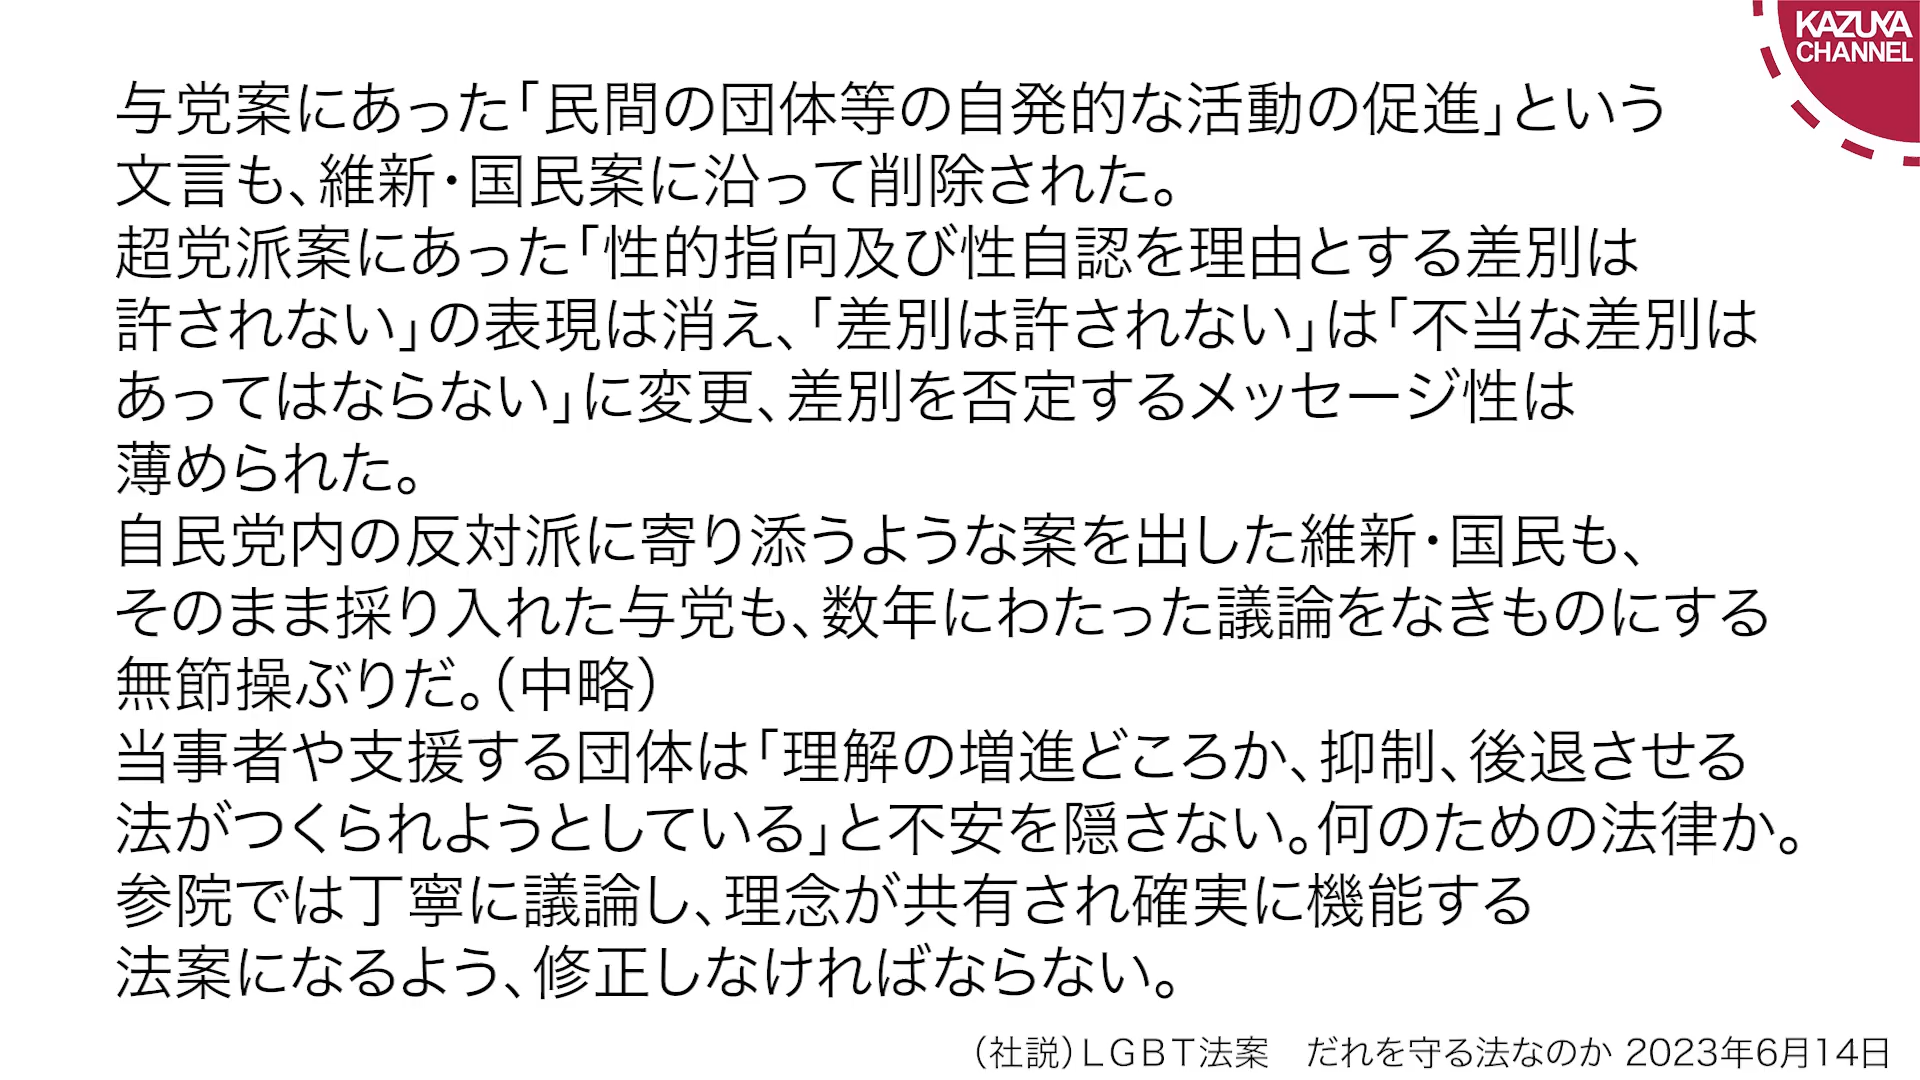 KAZUYA
CHANNEL
与党案にあった「民間の団体等の自発的な活動の促進」という
文言も、維新・国民案に沿って削除された。
超党派案にあった「性的指向及び性自認を理由とする差別は
許されない」の表現は消え、「差別は許されない」は「不当な差別は
あってはならない」に変更、差別を否定するメッセージ性は
薄められた。
自民党内の反対派に寄り添うような案を出した維新・国民も、
そのまま採り入れた与党も、数年にわたった議論をなきものにする
無節操ぶりだ。（中略）
当事者や支援する団体は「理解の増進どころか、抑制、後退させる
法がつくられようとしている」と不安を隠さない。何のための法律か。
参院では丁寧に議論し、理念が共有され確実に機能する
法案になるよう、修正しなければならない。
（社説）ＬＧＢＴ法案　だれを守る法なのか 2023年6月14日